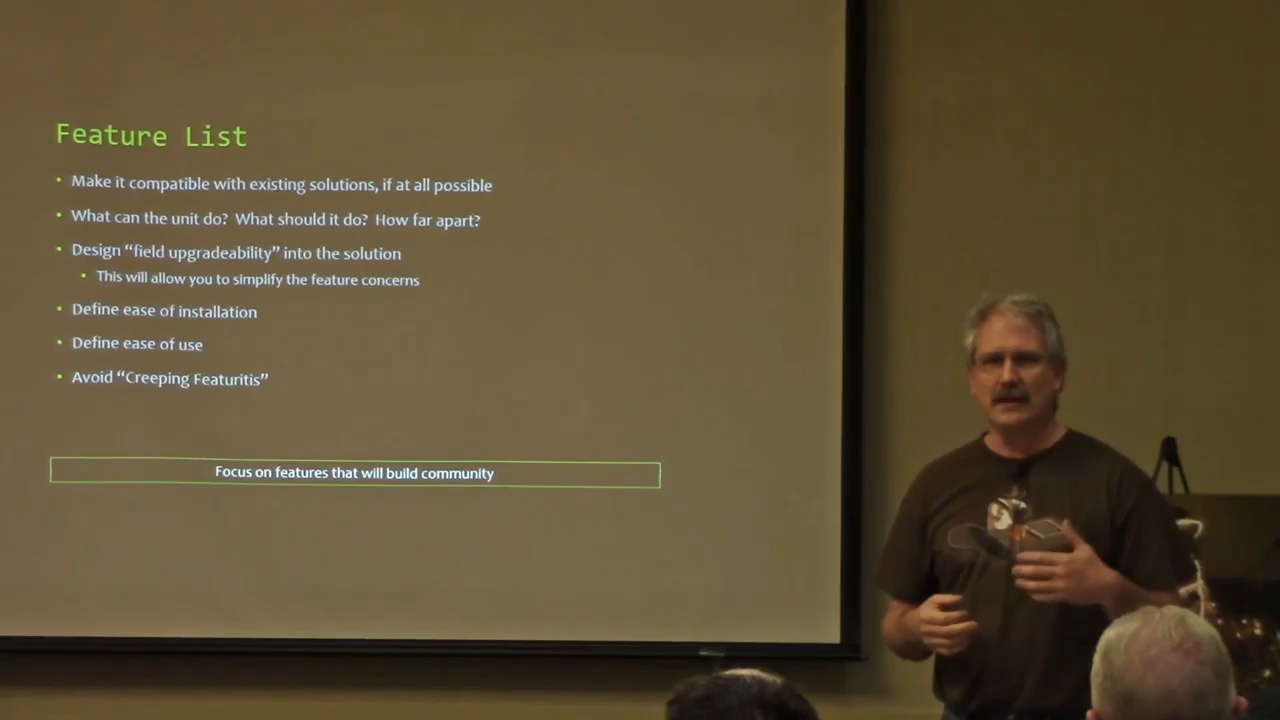 Feature List
Make it compatible with existing solutions, if at all possible
What can the unit do? What should it do? How far apart?
Design “field upgradeability” into the solution
This will allow you to simplify the feature concerns
Define ease of installation
Define ease of use
Avoid “Creeping Featuritis”
Focus on features that will build community